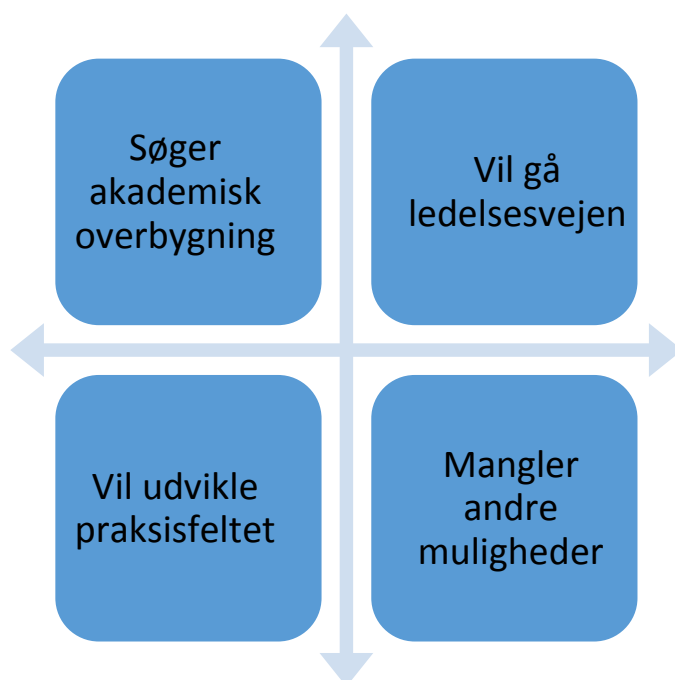 Søger
akademisk
overbygning
Vil gå
ledelsesvejen
Vil udvikle
praksisfeltet
Mangler
andre
muligheder